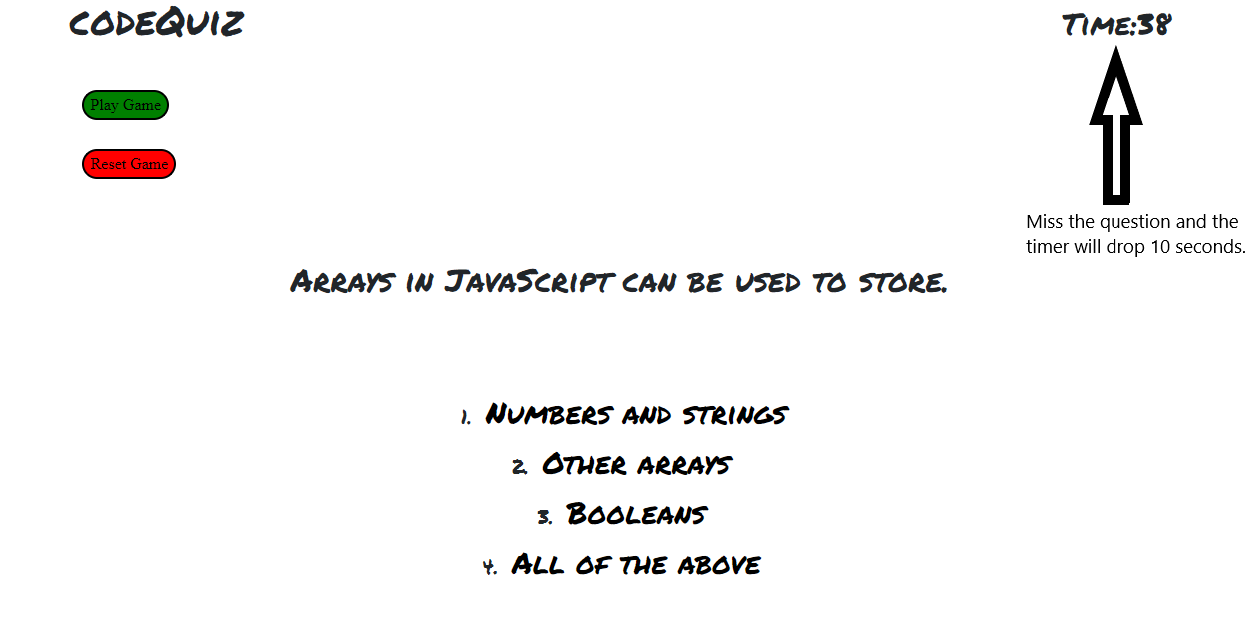 codeQuiz
Time:38
Play Game
Reset Game
Miss the question and the
timer will drop 10 seconds.
Arrays in JavaScript can be used to store.
1. Numbers and strings
2. Other arrays
3. Booleans
4. All of the above